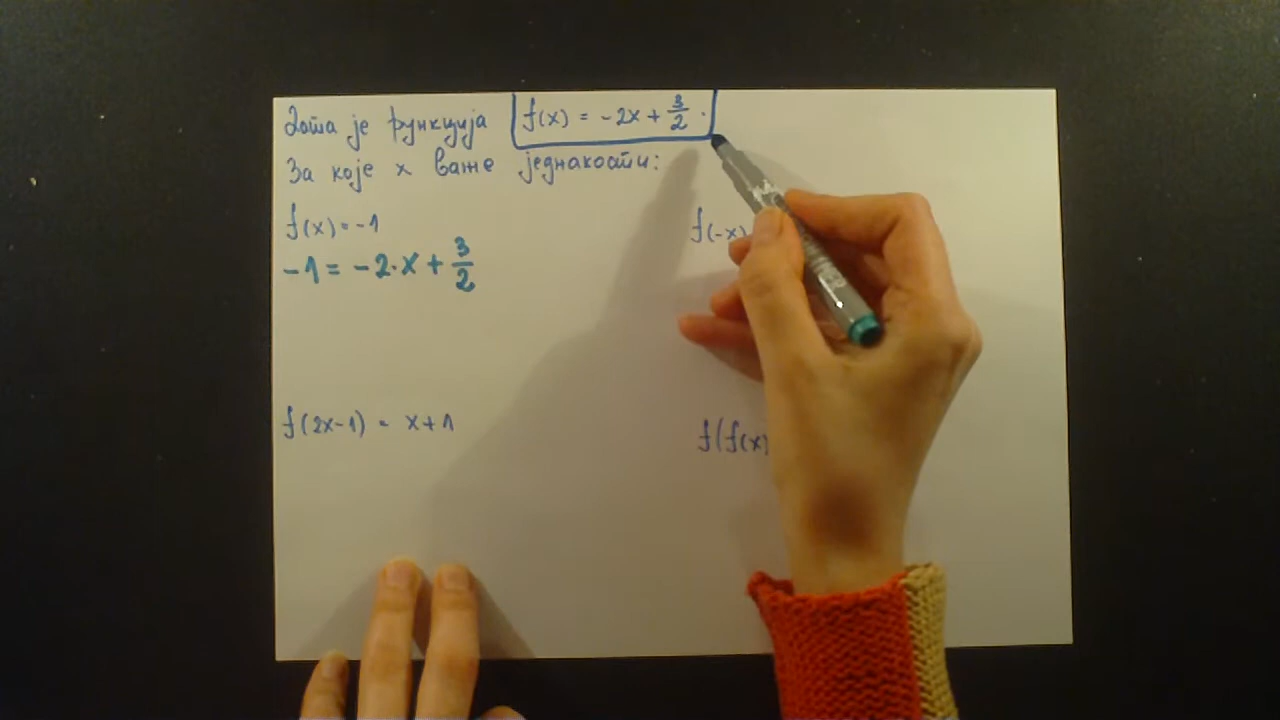 Дата је функција f(x) = -2x + 3/2.
За које x важе једнакости:
f(x) = -1
f(-x)
-1 = -2·x + 3/2
f(2x-1) = x+1
f(f(x)